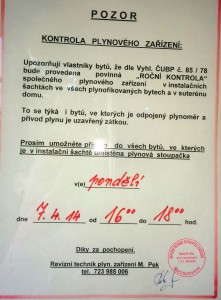 POZOR
KONTROLA PLYNOVÉHO ZAŘÍZENÍ:
Upozorňují vlastníky bytů, že dle Vyhl. ČUBP č. 85 / 78
bude provedena povinná „ROČNÍ KONTROLA“
společného plynového zařízení v instalačních
šachtách ve všech plynofikovaných bytech a v suterénu
domu.
To se týká i bytů, ve kterých je odpojený plynoměr a
přívod plynu je uzavřený zátkou.
Prosím umožněte do všech bytů, ve kterých
je v instalační šachtě umístěna plynová stoupačka
v(e) pondělí
dne 7.4.14 od 16 00 do 18 00 hod.
Díky za pochopení.
Revizní technik plyn. zařízení M. Pek
tel. 723 985 006